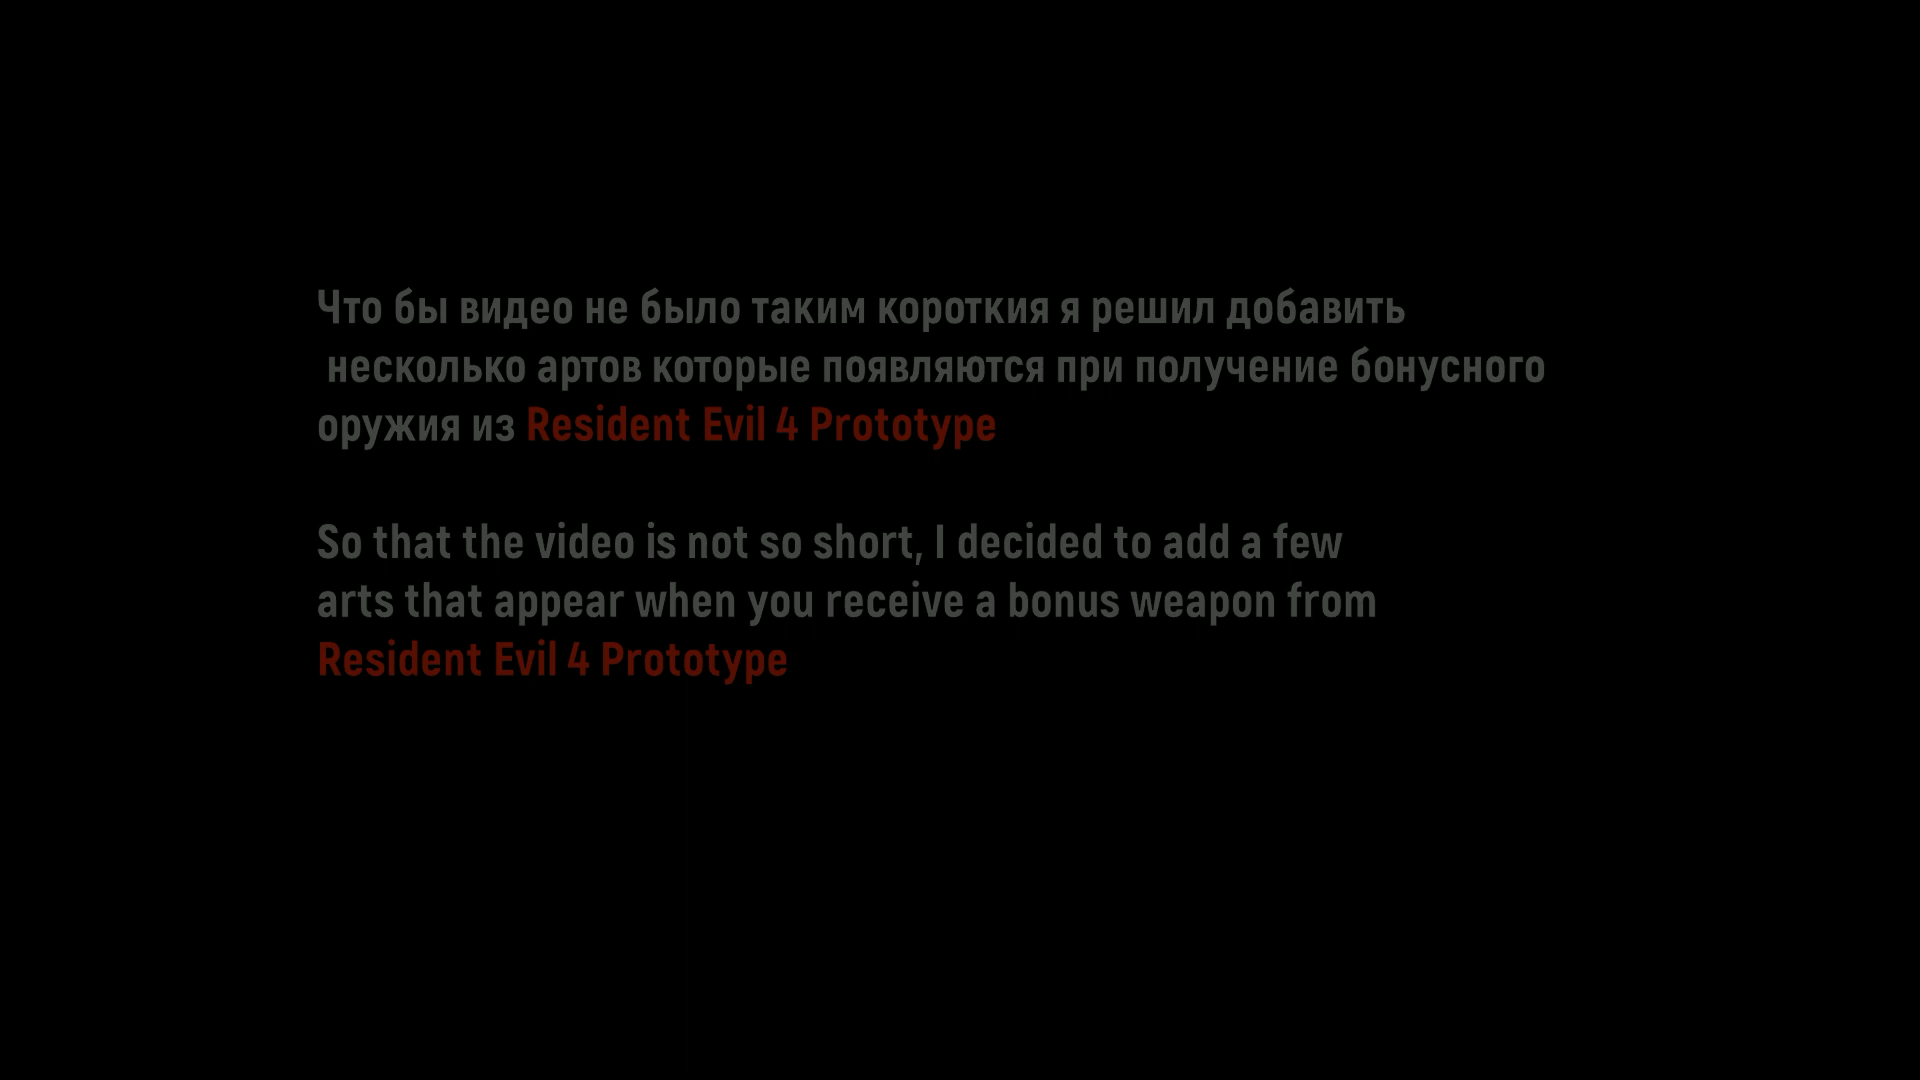 Что бы видео не было таким короткия я решил добавить
несколько артов которые появляются при получение бонусного
оружия из Resident Evil 4 Prototype
So that the video is not so short, I decided to add a few
arts that appear when you receive a bonus weapon from
Resident Evil 4 Prototype